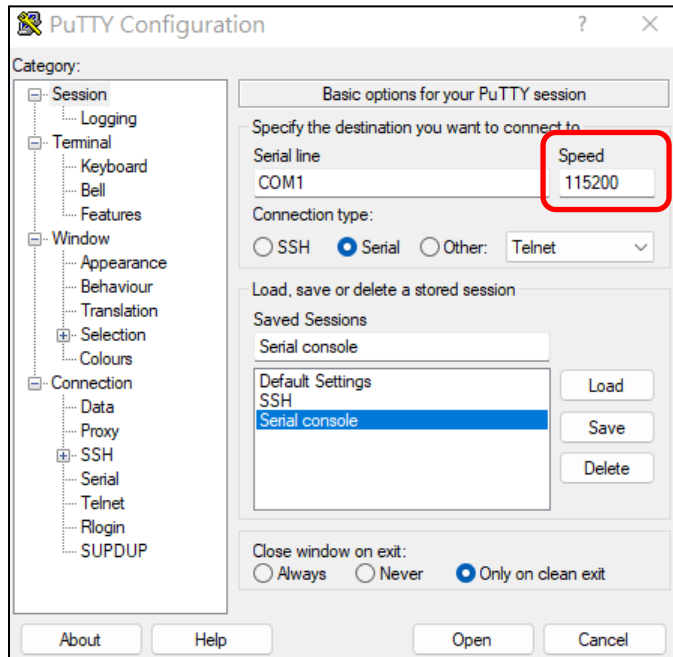 PuTTY Configuration
?
Category:
Session
Logging
Terminal
Keyboard
Bell
Features
Window
Appearance
Behaviour
Translation
Selection
Colours
Connection
Data
Proxy
SSH
Serial
Telnet
Rlogin
SUPDUP
Basic options for your PuTTY session
Specify the destination you want to connect to
Serial line
Speed
COM1
115200
Connection type:
SSH
Serial
Other:
Telnet
Load, save or delete a stored session
Saved Sessions
Serial console
Default Settings
SSH
Serial console
Load
Save
Delete
Close window on exit:
Always
Never
Only on clean exit
About
Help
Open
Cancel